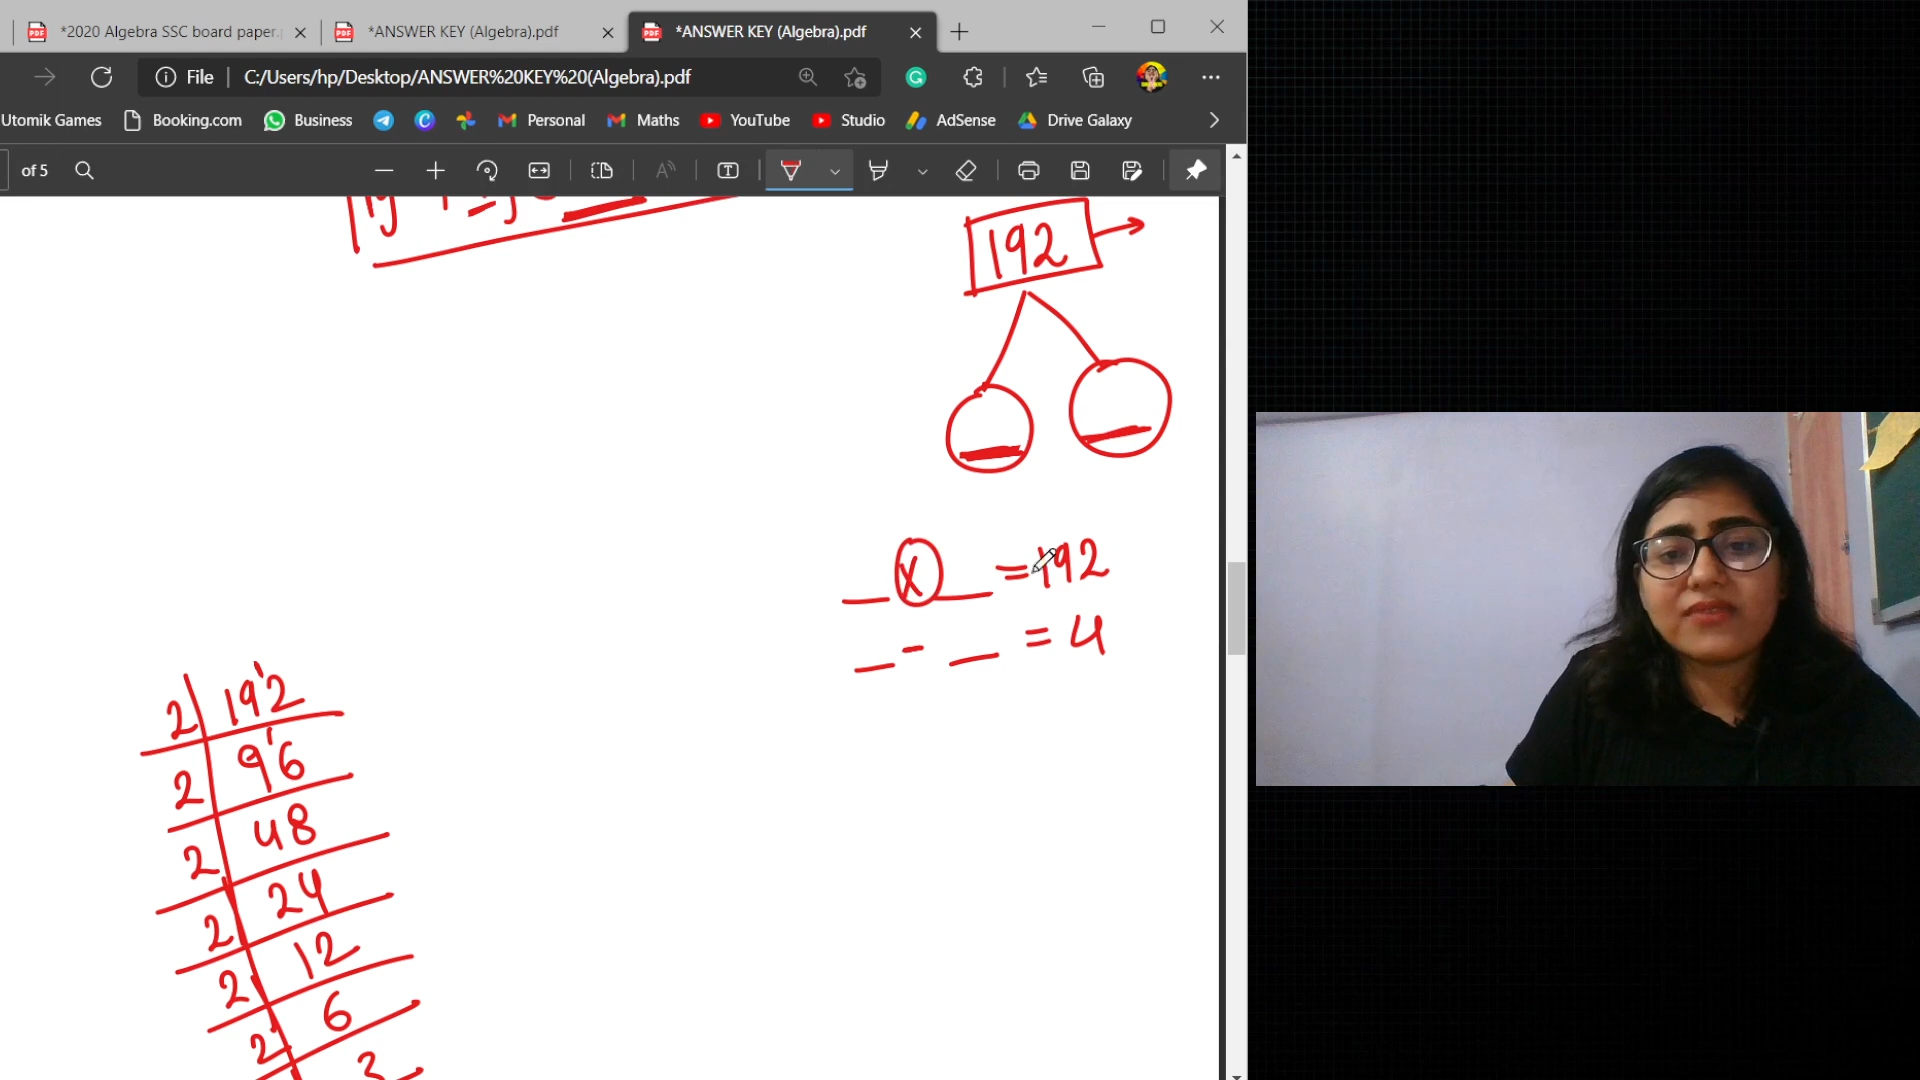 *2020 Algebra SSC board paper.p
*ANSWER KEY (Algebra).pdf
*ANSWER KEY (Algebra).pdf
File
C:/Users/hp/Desktop/ANSWER%20KEY%20(Algebra).pdf
Utomik Games
Booking.com
Business
Personal
Maths
YouTube
Studio
AdSense
Drive Galaxy
of 5
192
_ x _ = 192
_ - _ = 4
2 | 192
2 | 96
2 | 48
2 | 24
2 | 12
2 | 6
3